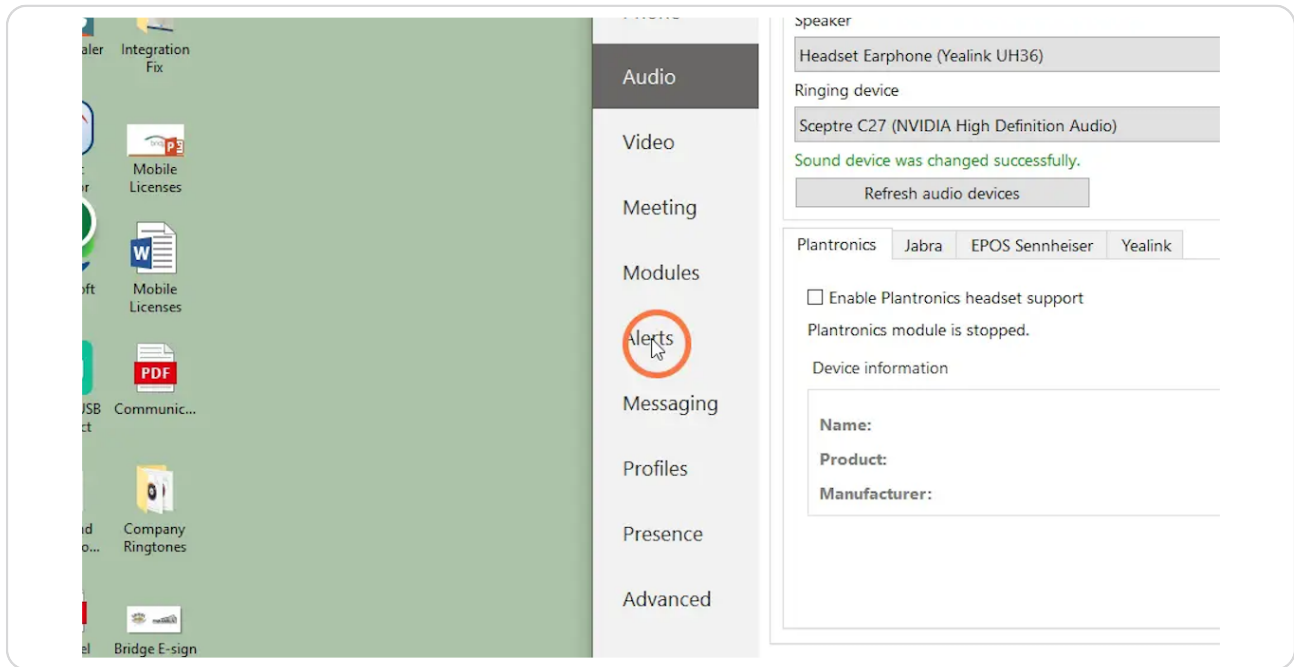 aler
Integration
Fix
Mobile
Licenses
W
Mobile
Licenses
PDF
USB
Communic...
ct
Company
Ringtones
o...
Bridge E-sign
Audio
Video
Meeting
Modules
Alerts
Messaging
Profiles
Presence
Advanced
Speaker
Headset Earphone (Yealink UH36)
Ringing device
Sceptre C27 (NVIDIA High Definition Audio)
Sound device was changed successfully.
Refresh audio devices
Plantronics Jabra EPOS Sennheiser Yealink
Enable Plantronics headset support
Plantronics module is stopped.
Device information
Name:
Product:
Manufacturer: